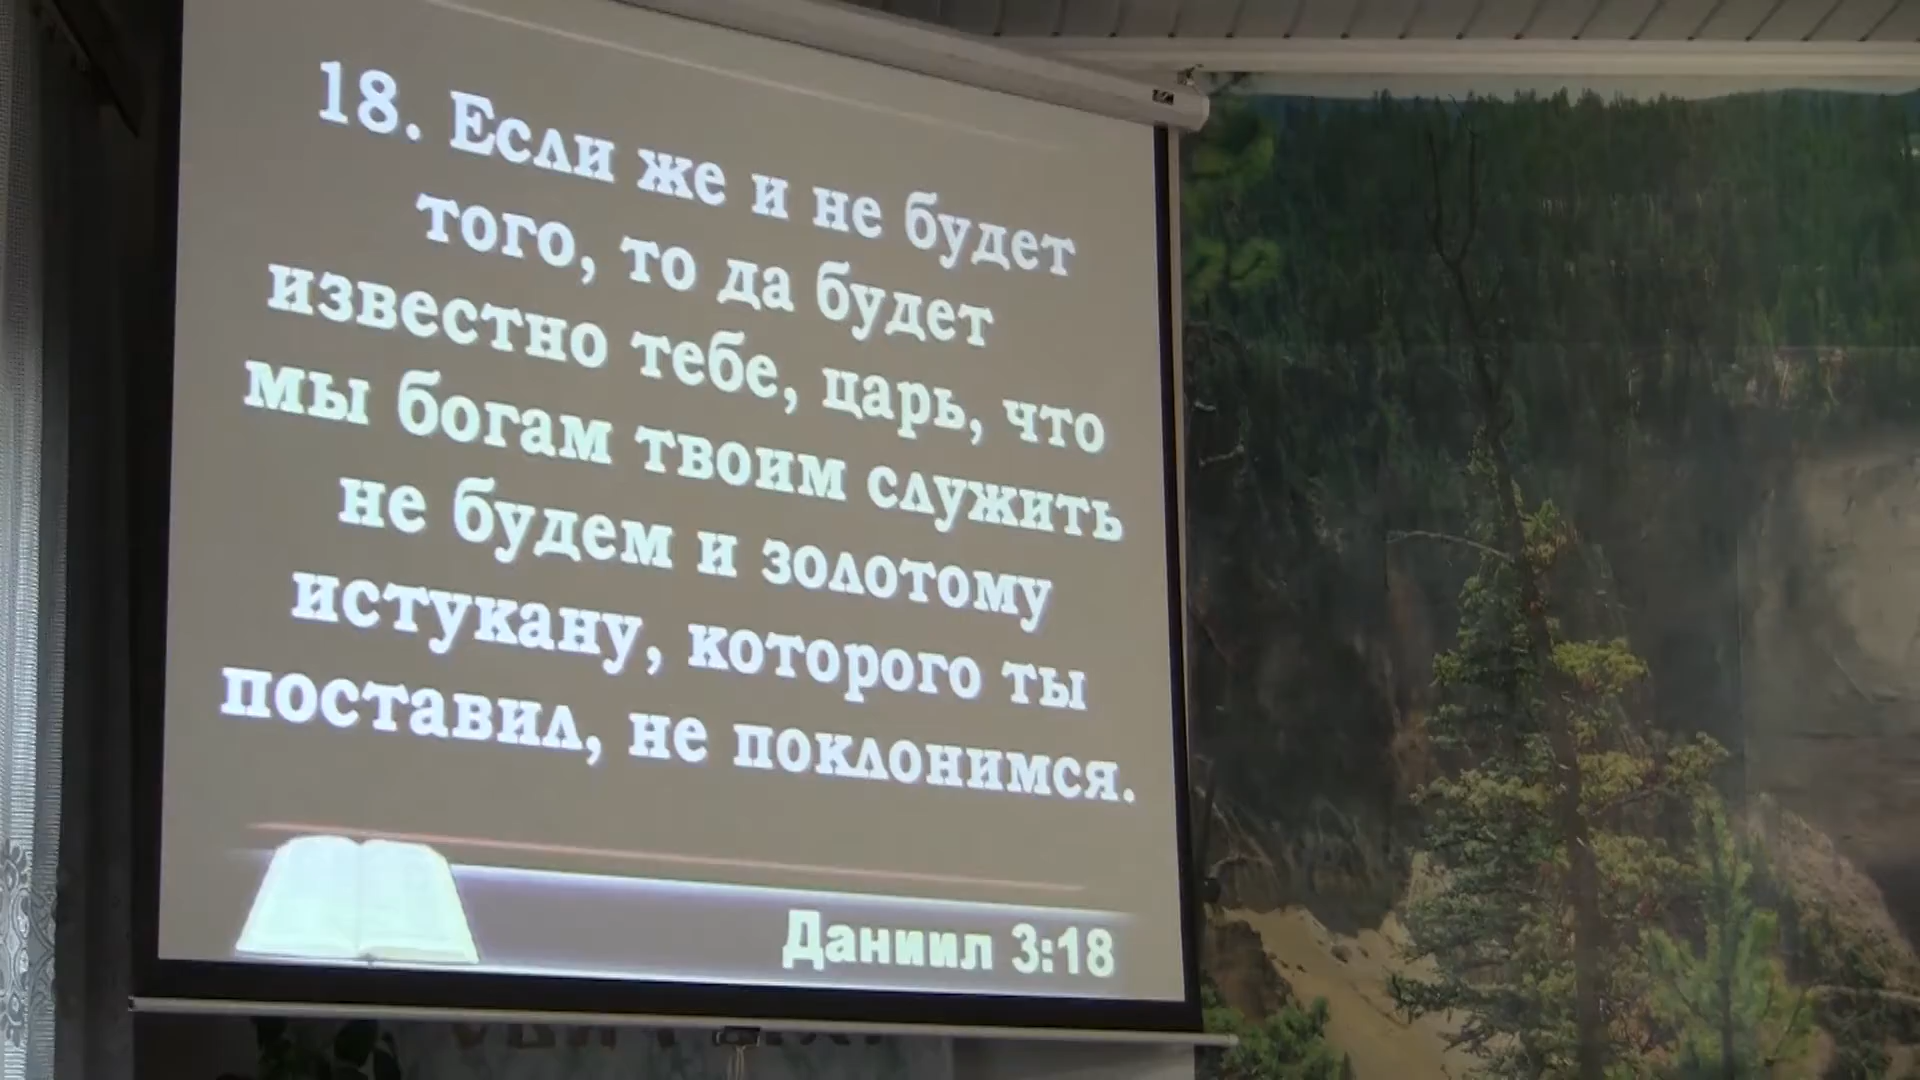 18. Если же и не будет
того, то да будет
известно тебе, царь, что
мы богам твоим служить
не будем и золотому
истукану, которого ты
поставил, не поклонимся.
Даниил 3:18